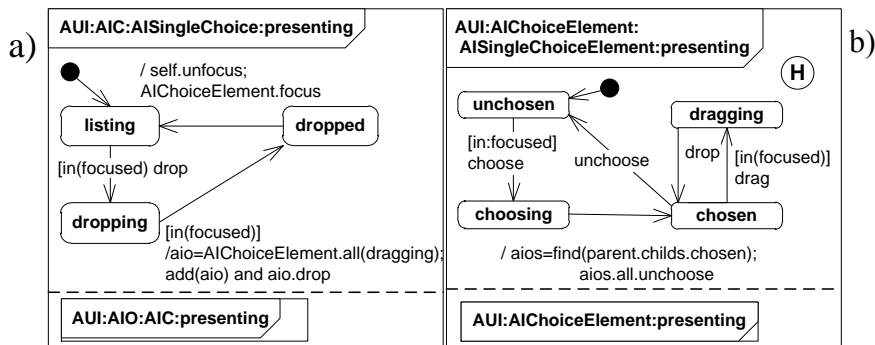 a)
AUI:AIC:AISingleChoice:presenting
/ self.unfocus;
AIChoiceElement.focus
listing
dropped
[in(focused) drop
dropping
[in(focused)]
/aio=AIChoiceElement.all(dragging);
add(aio) and aio.drop
AUI:AIO:AIC:presenting
b)
AUI:AIChoiceElement:
AISingleChoiceElement:presenting
H
unchosen
dragging
[in:focused]
choose
unchoose
drop
[in(focused)]
drag
choosing
chosen
/ aios=find(parent.childs.chosen);
aios.all.unchoose
AUI:AIChoiceElement:presenting